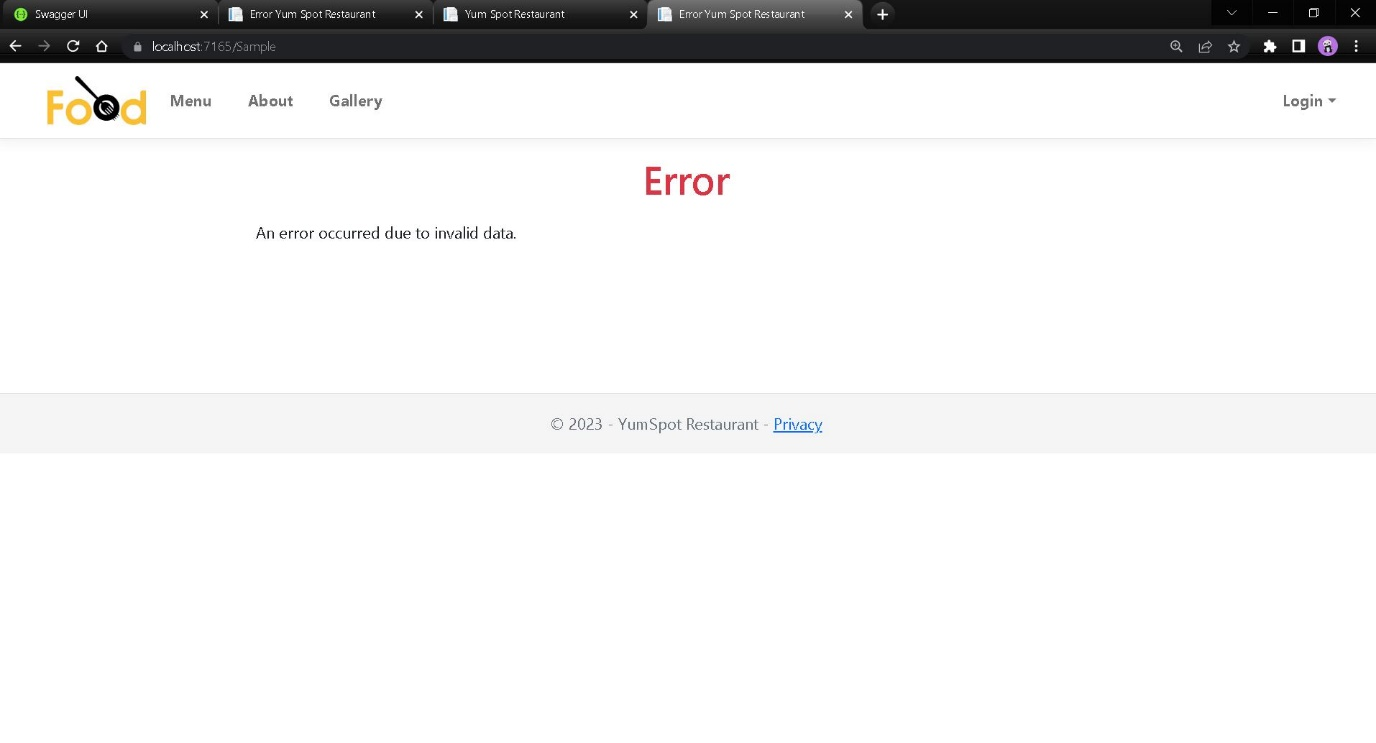 Swagger UI
Error Yum Spot Restaurant
Yum Spot Restaurant
Error Yum Spot Restaurant
localhost:7165/Sample
Food Menu About Gallery Login
Error
An error occurred due to invalid data.
© 2023 - YumSpot Restaurant - Privacy